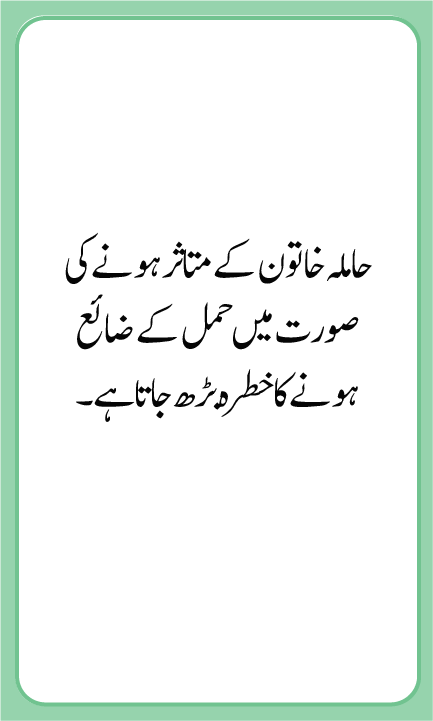 حاملہ خاتون کے متاثر ہونے کی
صورت میں حمل کے ضائع
ہونے کا خطرہ بڑھ جاتا ہے۔